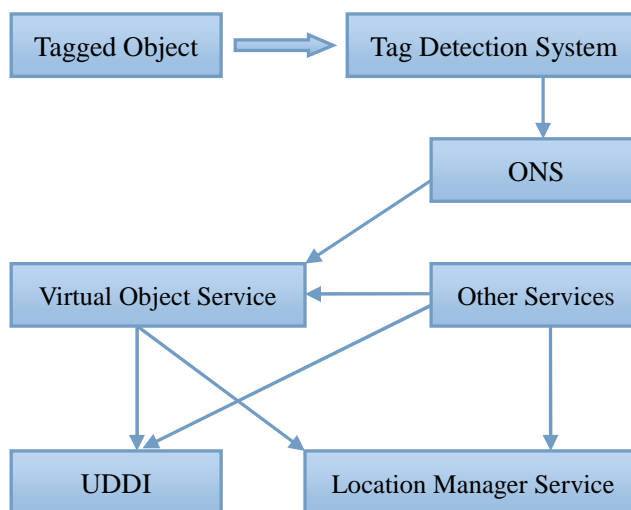 Tagged Object
Tag Detection System
ONS
Virtual Object Service
Other Services
UDDI
Location Manager Service